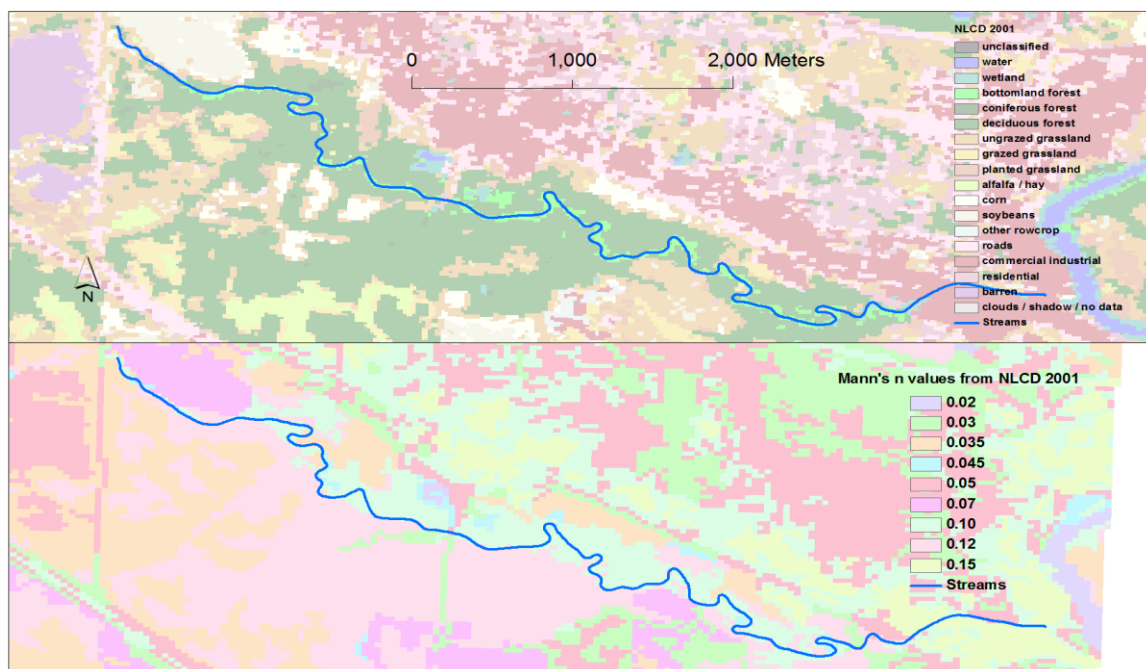 NLCD 2001
unclassified
water
wetland
bottomland forest
coniferous forest
deciduous forest
ungrazed grassland
grazed grassland
planted grassland
alfalfa / hay
corn
soybeans
other rowcrop
roads
commercial industrial
residential
barren
clouds / shadow / no data
Streams
0 1,000 2,000 Meters
N
Mann's n values from NLCD 2001
0.02
0.03
0.035
0.045
0.05
0.07
0.10
0.12
0.15
Streams